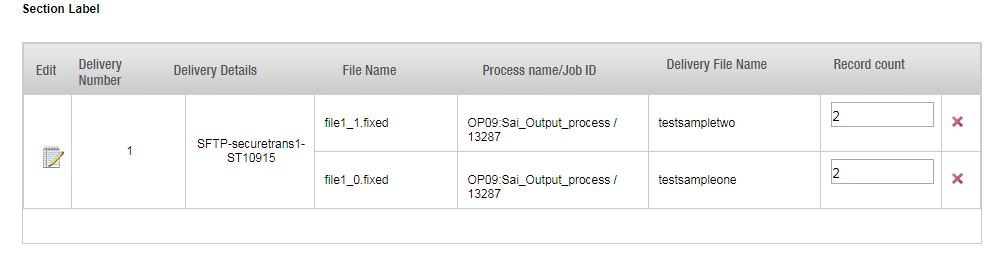 Section Label
Edit
Delivery
Number
Delivery Details
File Name
Process name/Job ID
Delivery File Name
Record count
1
SFTP-securetrans1-
ST10915
file1_1.fixed
OP09:Sai_Output_process /
13287
testsampletwo
2
file1_0.fixed
OP09:Sai_Output_process /
13287
testsampleone
2